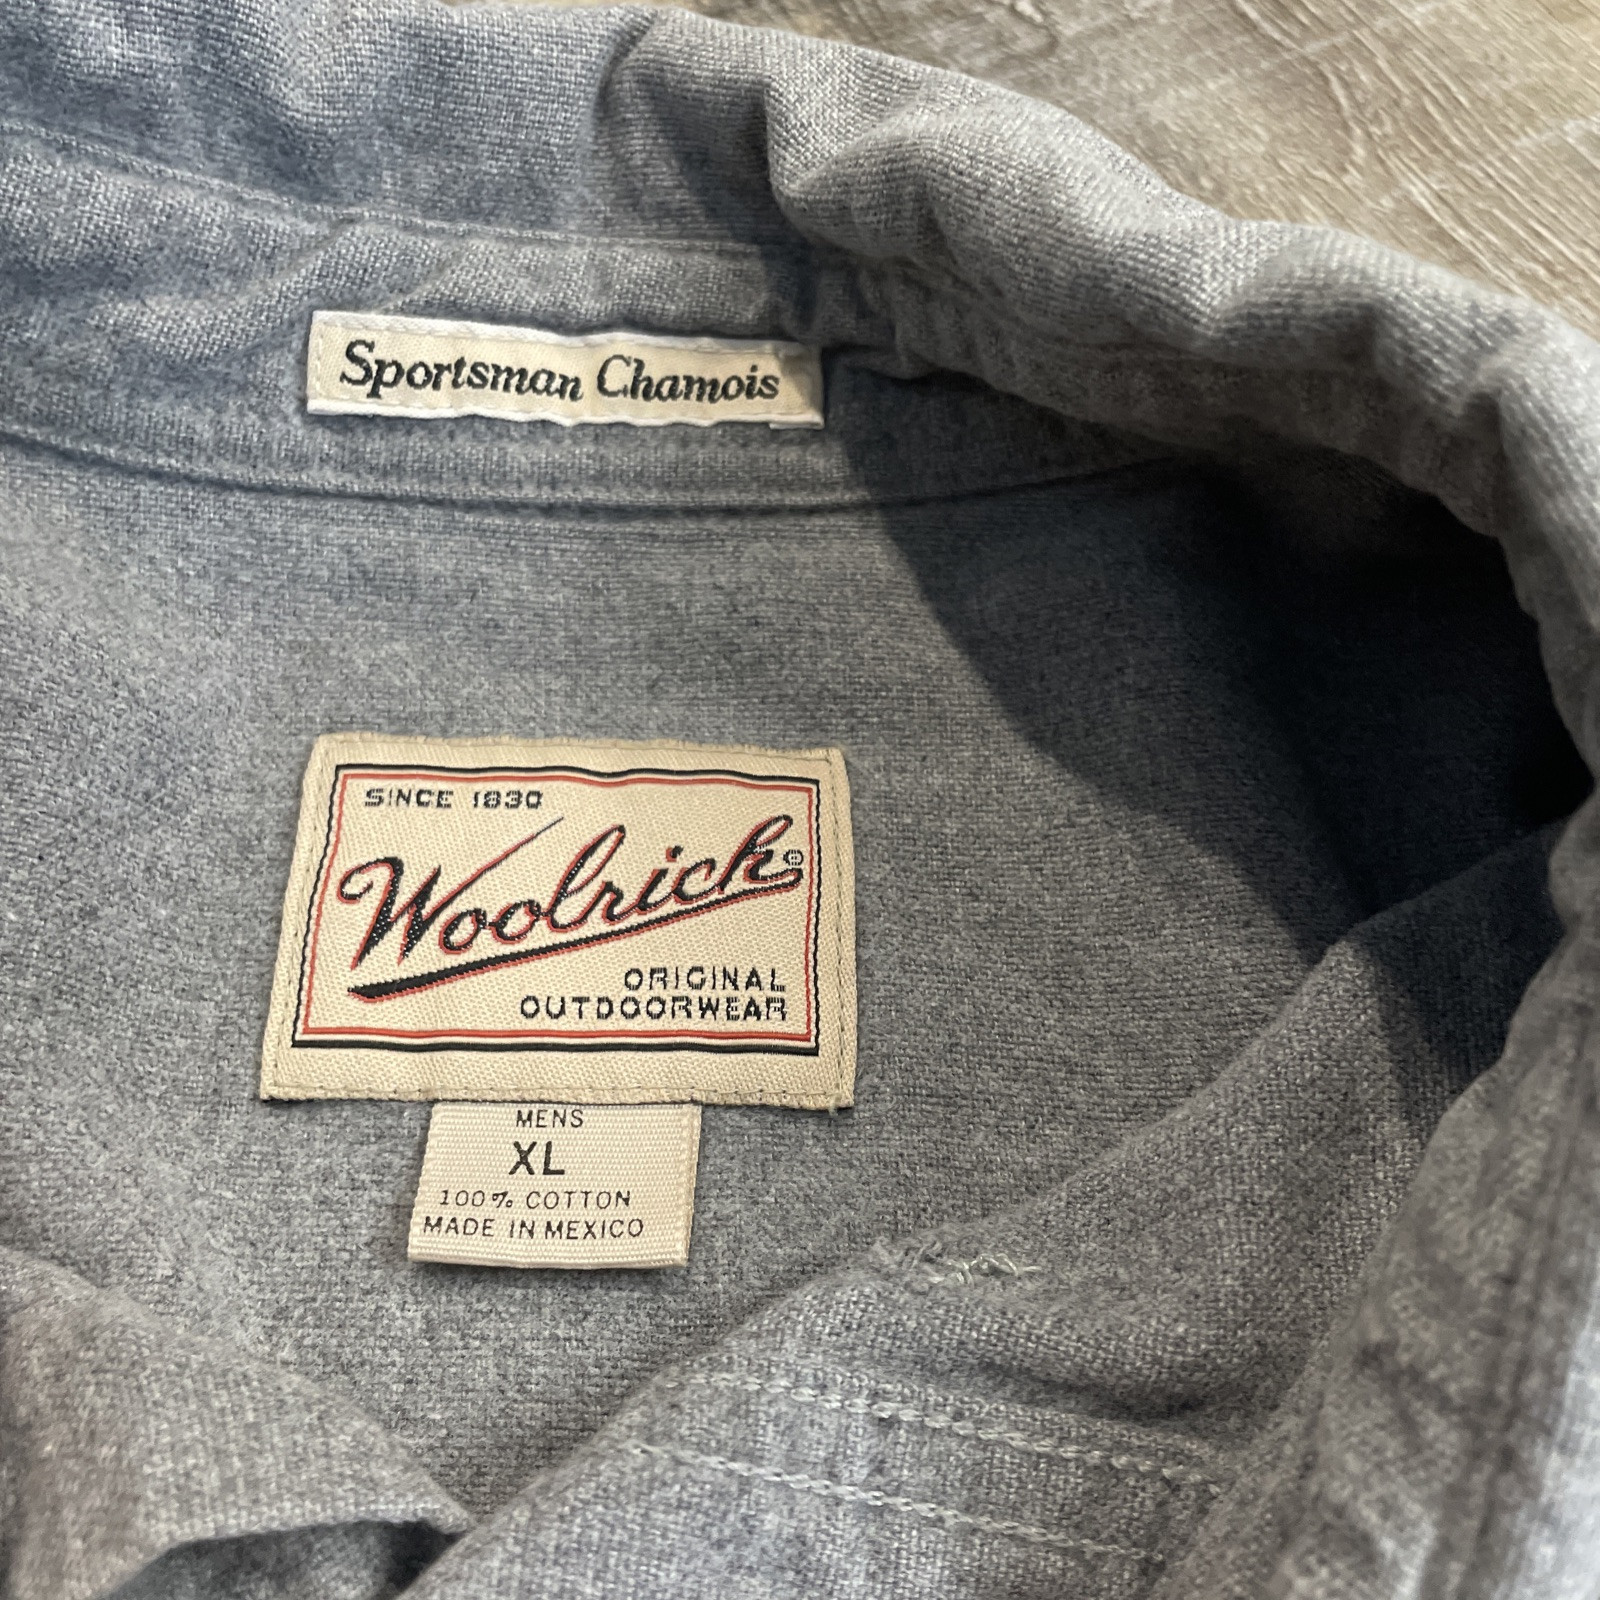 Sportsman Chamois
SINCE 1830
Woolrich®
ORIGINAL
OUTDOORWEAR
MENS
XL
100% COTTON
MADE IN MEXICO